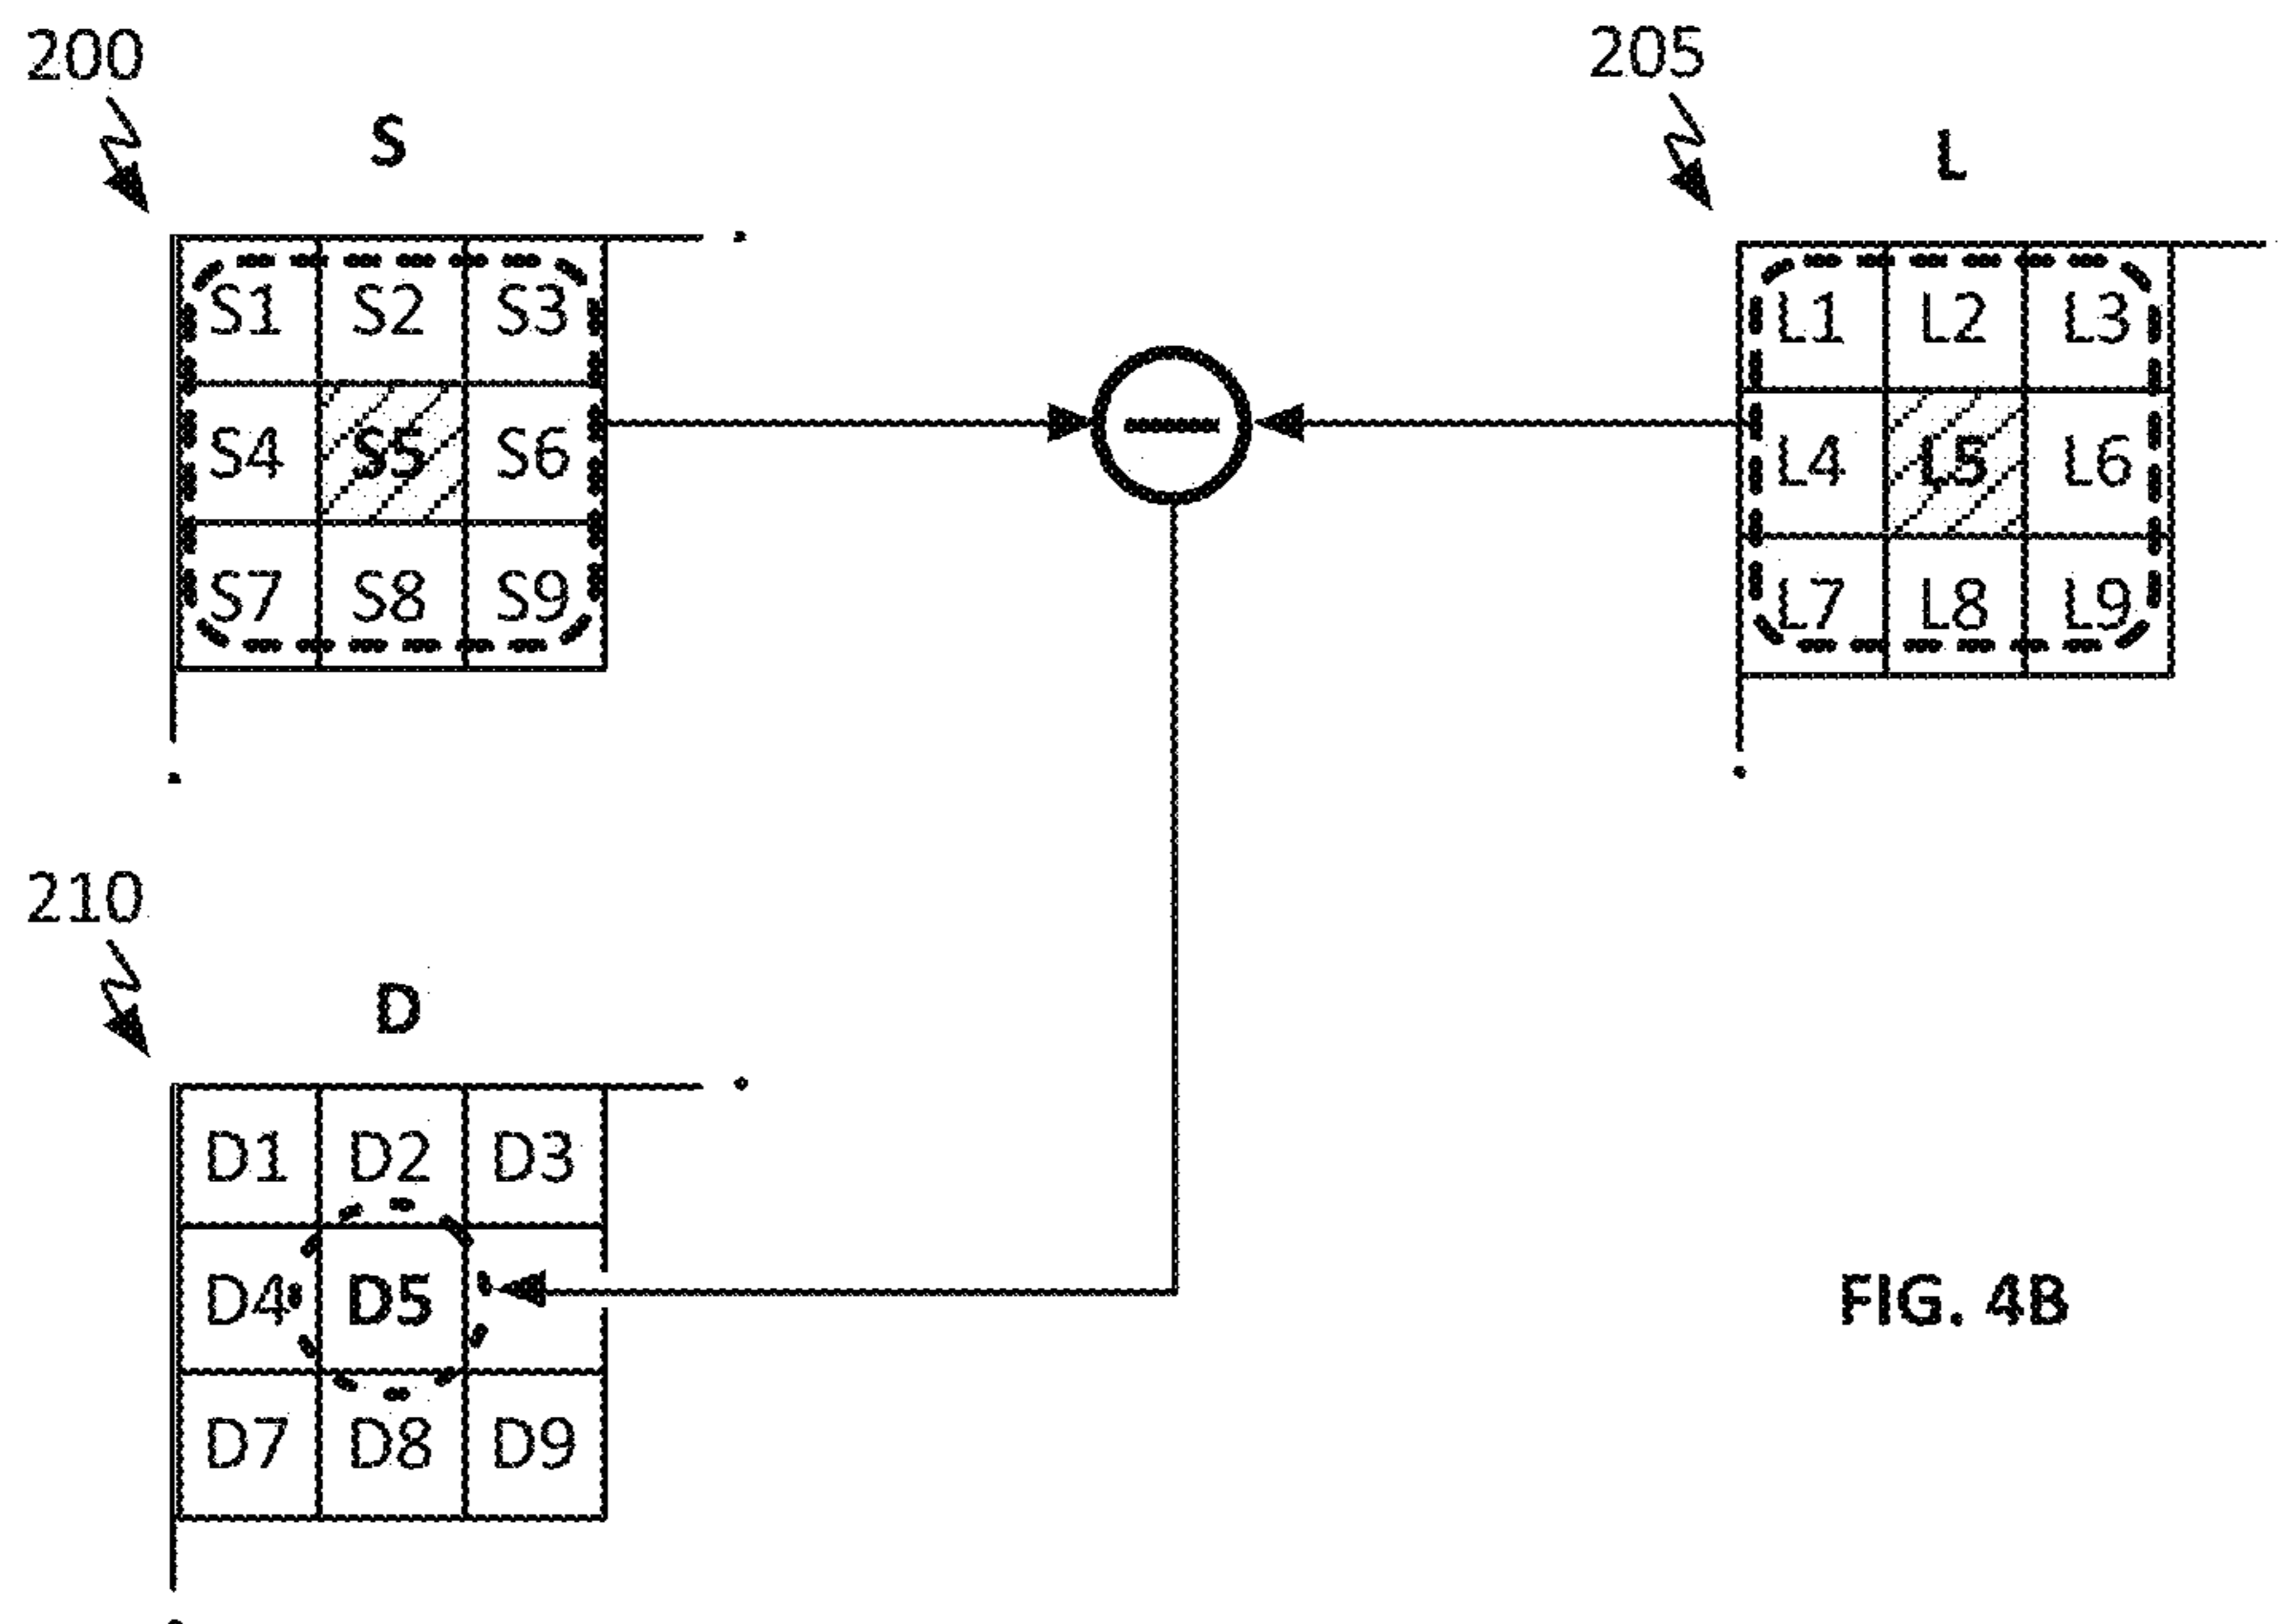 200
205
S
L
S1 S2 S3
L1 L2 L3
S4 S5 S6
L4 L5 L6
S7 S8 S9
L7 L8 L9
210
D
D1 D2 D3
D4 D5
D7 D8 D9
FIG. 4B